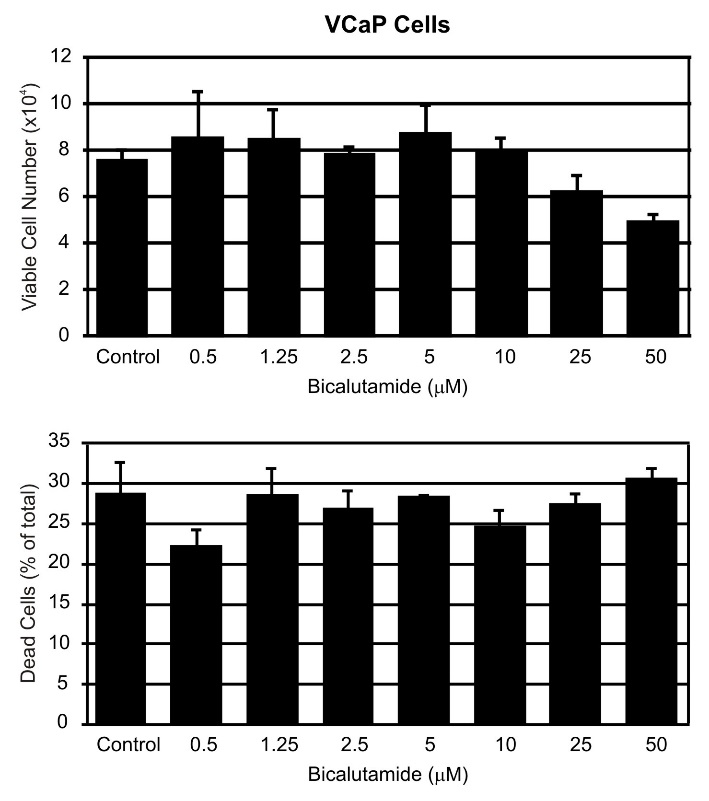 VCaP Cells
12
10
8
6
4
2
0
Viable Cell Number (x10⁴)
Control 0.5 1.25 2.5 5 10 25 50
Bicalutamide (μM)
35
30
25
20
15
10
5
0
Dead Cells (% of total)
Control 0.5 1.25 2.5 5 10 25 50
Bicalutamide (μM)